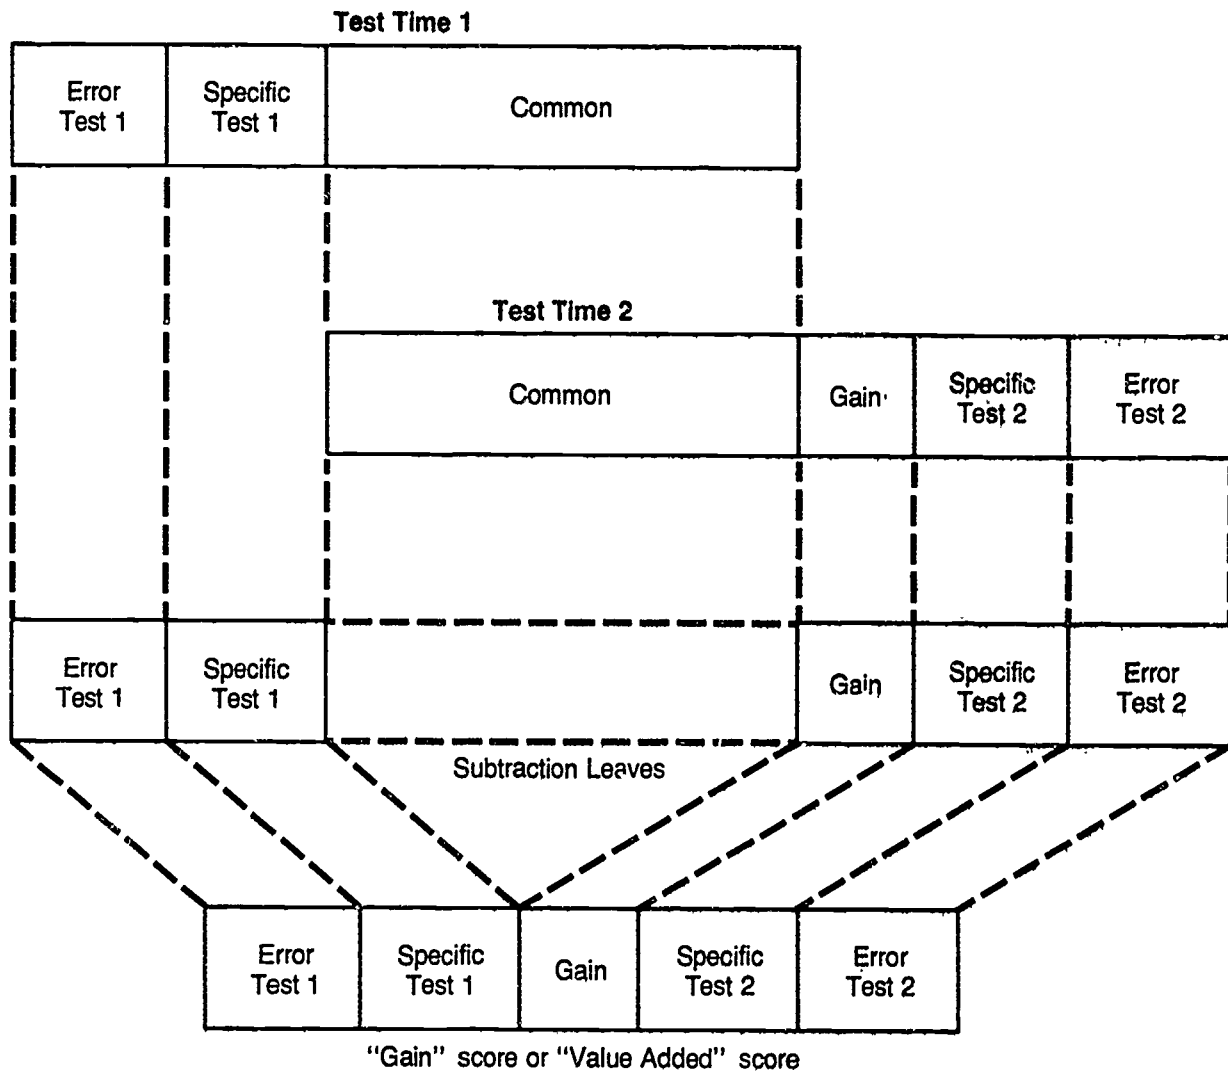 Test Time 1
Error
Test 1
Specific
Test 1
Common
Test Time 2
Common
Gain
Specific
Test 2
Error
Test 2
Error
Test 1
Specific
Test 1
Gain
Specific
Test 2
Error
Test 2
Subtraction Leaves
Error
Test 1
Specific
Test 1
Gain
Specific
Test 2
Error
Test 2
"Gain" score or "Value Added" score